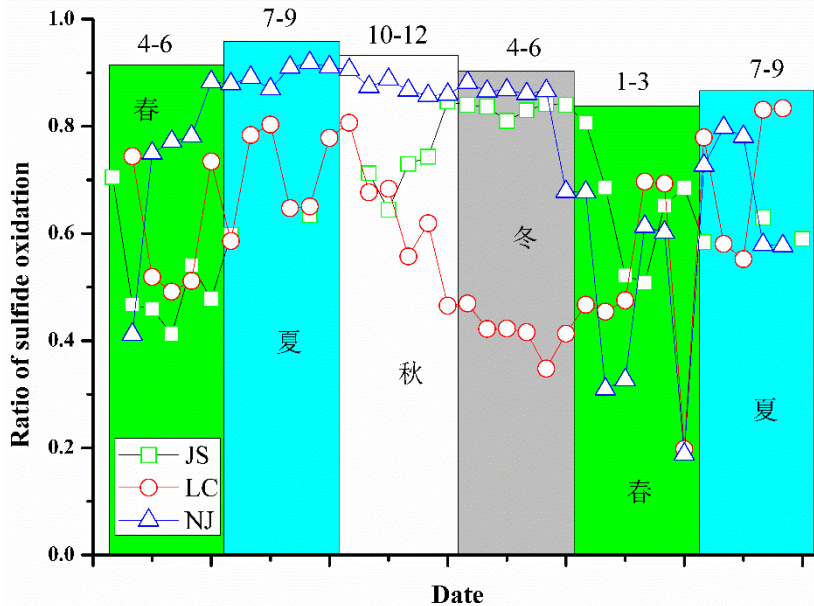 7-9
10-12
4-6
4-6
1-3
7-9
春
夏
秋
冬
春
夏
1.0
0.8
0.6
0.4
0.2
0.0
Ratio of sulfide oxidation
JS
LC
NJ
Date